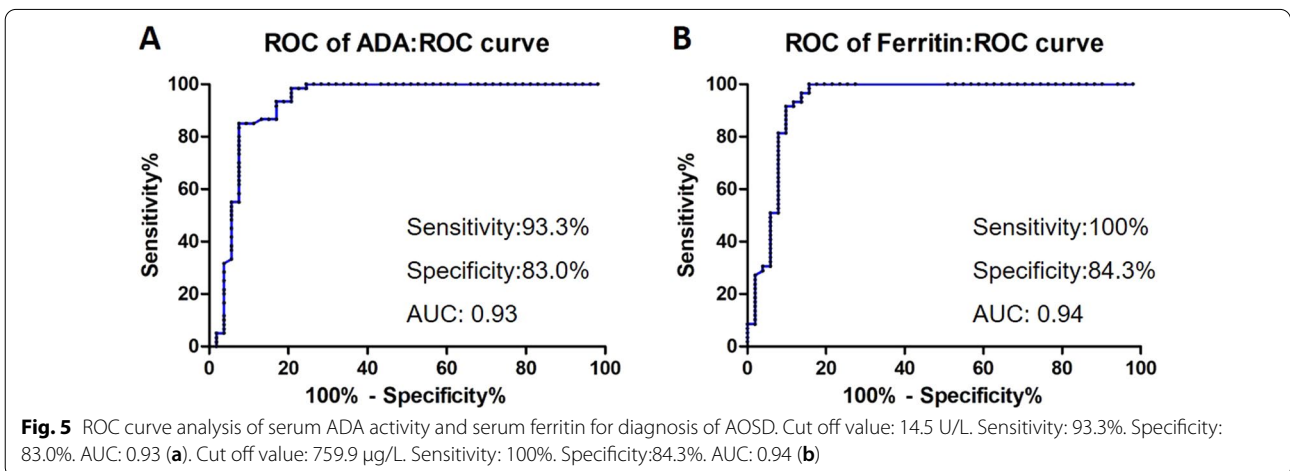 A
ROC of ADA:ROC curve
Sensitivity%
100
80
60
40
20
0
Sensitivity:93.3%
Specificity:83.0%
AUC: 0.93
0 20 40 60 80 100
100% - Specificity%
B
ROC of Ferritin:ROC curve
Sensitivity%
100
80
60
40
20
0
Sensitivity:100%
Specificity:84.3%
AUC: 0.94
0 20 40 60 80 100
100% - Specificity%
Fig. 5 ROC curve analysis of serum ADA activity and serum ferritin for diagnosis of AOSD. Cut off value: 14.5 U/L. Sensitivity: 93.3%. Specificity:
83.0%. AUC: 0.93 (a). Cut off value: 759.9 μg/L. Sensitivity: 100%. Specificity:84.3%. AUC: 0.94 (b)